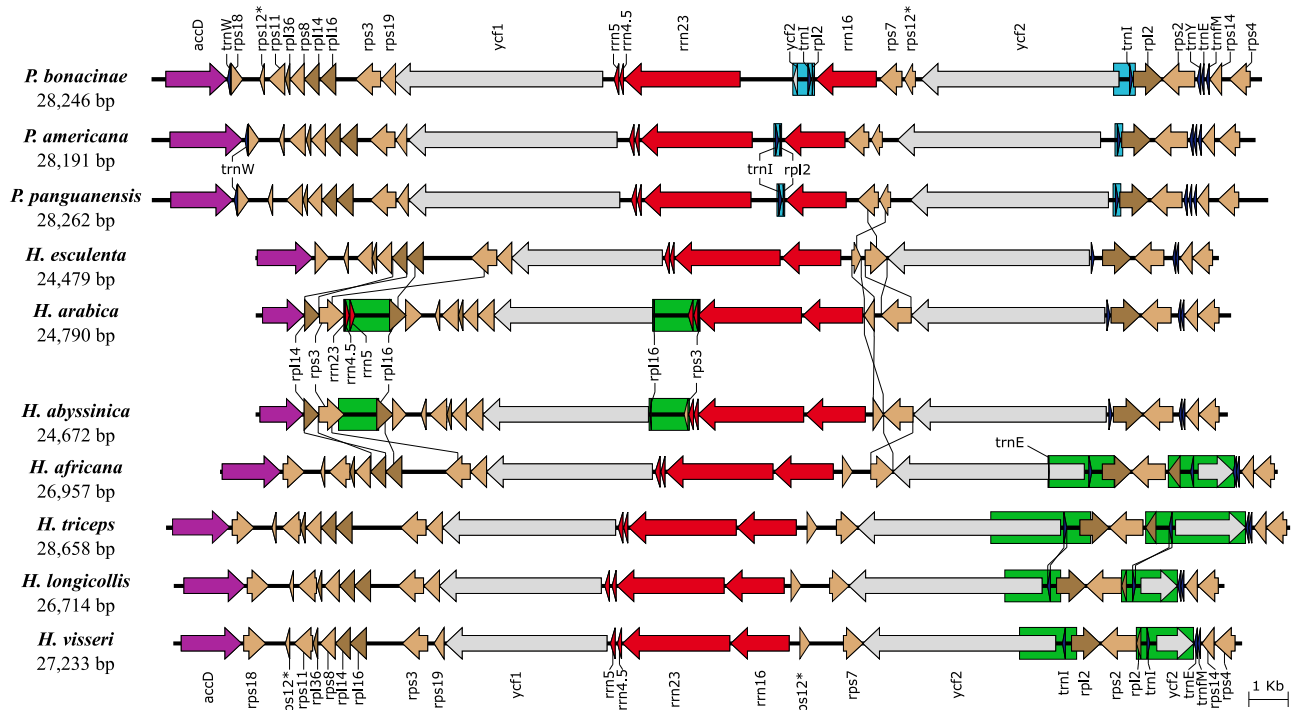 accD trnW rps18 rps12* rps11 rpl36 rps8 rpl14 rpl16 rps3 rps19 ycf1 rrn5 rrn4.5 rrn23 ycf2 trnI rpl2 rrn16 rps7 rps12* ycf2 trnI rpl2 rps2 trnY trnE trnfM rps14 rps4
P. bonacinae
28,246 bp
P. americana
28,191 bp
trnW trnI rpl2
P. panguanensis
28,262 bp
H. esculenta
24,479 bp
H. arabica
24,790 bp
rpl14 rps3 rrn23 rrn4.5 rrn5 rpl16 rpl16 rps3
H. abyssinica
24,672 bp
trnE
H. africana
26,957 bp
H. triceps
28,658 bp
H. longicollis
26,714 bp
H. visseri
27,233 bp
accD rps18 ps12* rps11 rpl36 rps8 rpl14 rpl16 rps3 rps19 ycf1 rrn5 rrn4.5 rrn23 rrn16 rps12* rps7 ycf2 trnI rpl2 rps2 rpl2 trnI ycf2 trnE trnfM rps14 rps4
1 Kb